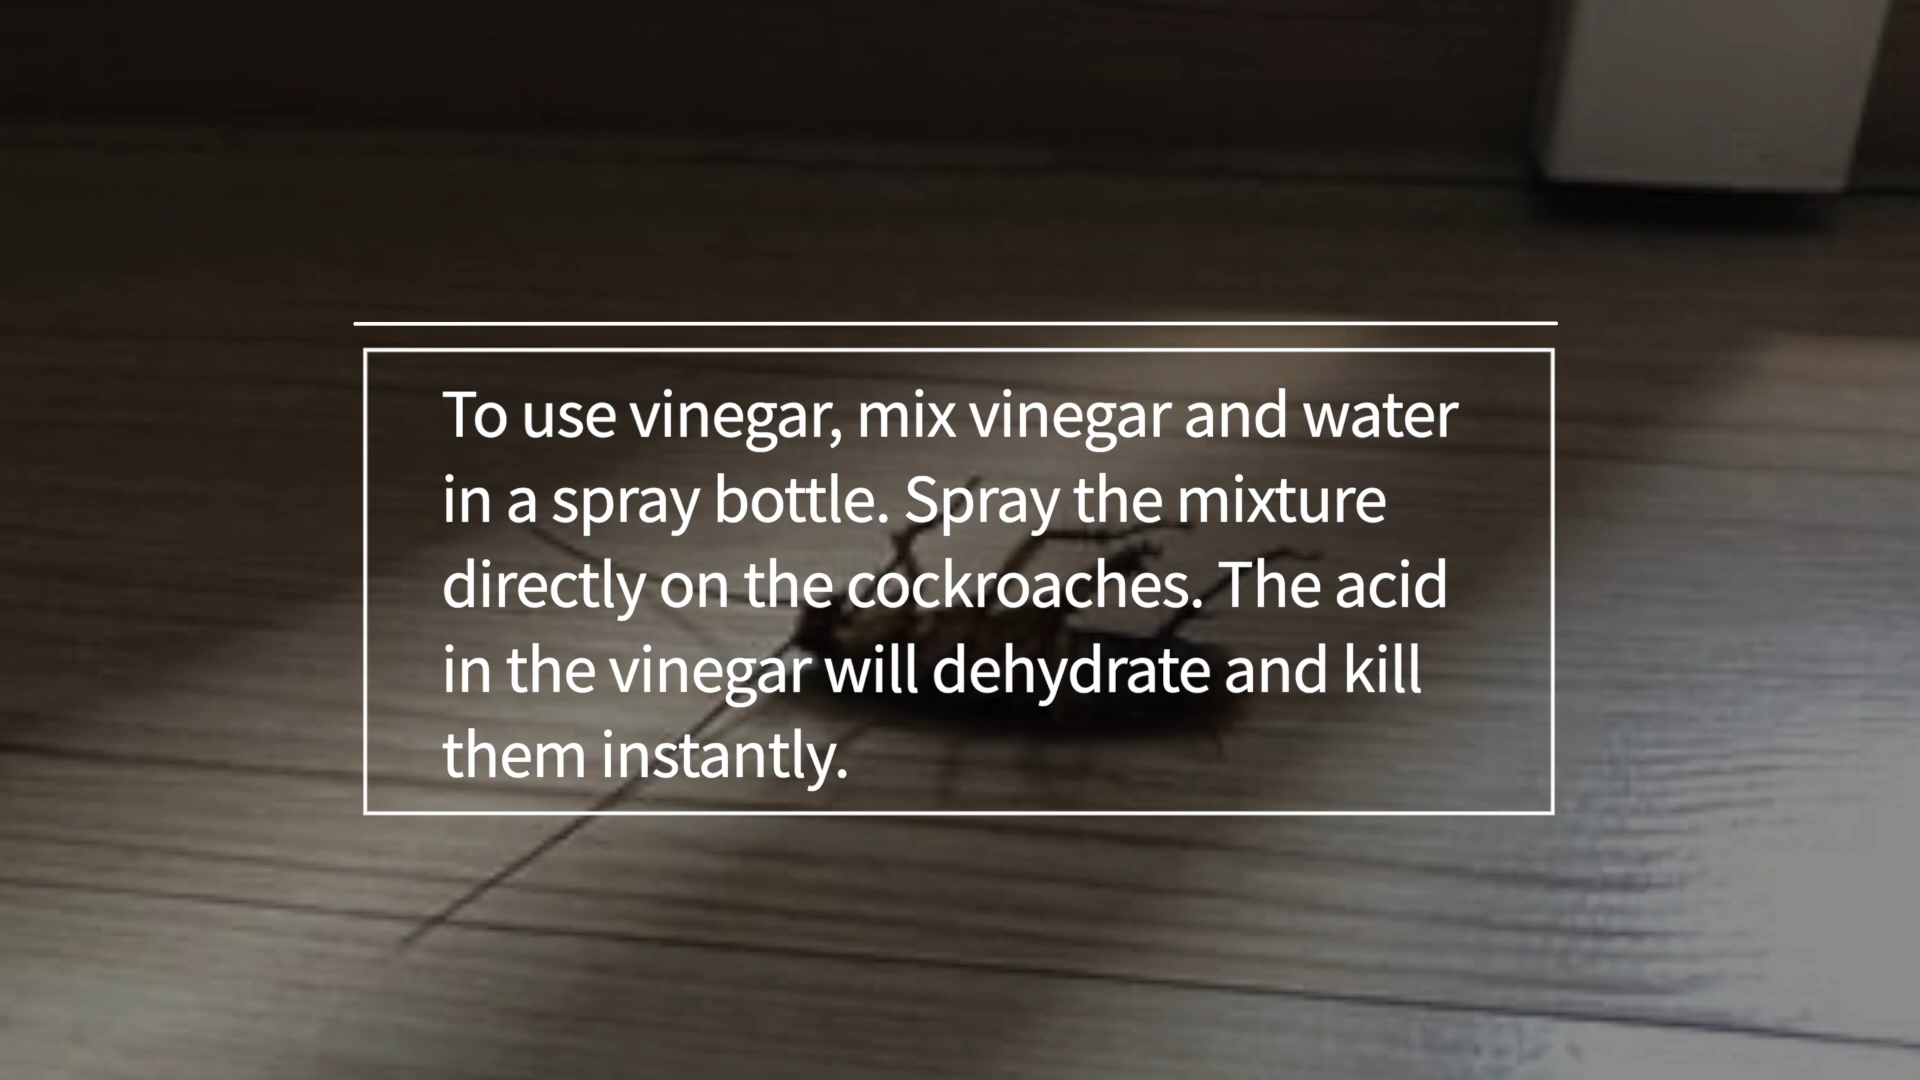 To use vinegar, mix vinegar and water
in a spray bottle. Spray the mixture
directly on the cockroaches. The acid
in the vinegar will dehydrate and kill
them instantly.